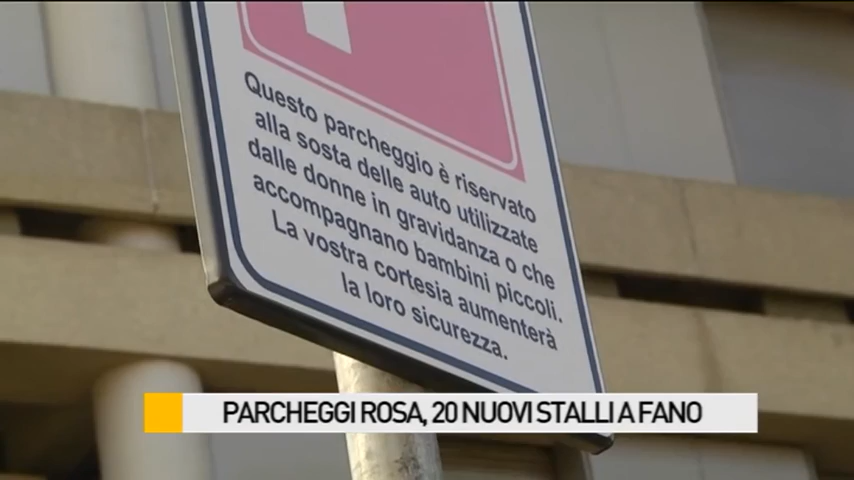 Questo parcheggio è riservato
alla sosta delle auto utilizzate
dalle donne in gravidanza o che
accompagnano bambini piccoli.
La vostra cortesia aumenterà
la loro sicurezza.
PARCHEGGI ROSA, 20 NUOVI STALLI A FANO